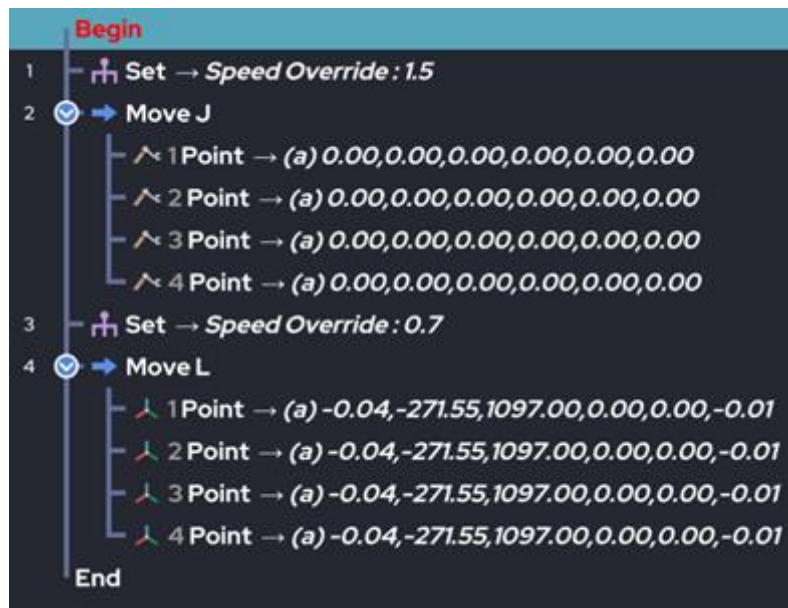 Begin
1 Set → Speed Override : 1.5
2 Move J
1 Point → (a) 0.00,0.00,0.00,0.00,0.00,0.00
2 Point → (a) 0.00,0.00,0.00,0.00,0.00,0.00
3 Point → (a) 0.00,0.00,0.00,0.00,0.00,0.00
4 Point → (a) 0.00,0.00,0.00,0.00,0.00,0.00
3 Set → Speed Override : 0.7
4 Move L
1 Point → (a) -0.04,-271.55,1097.00,0.00,0.00,-0.01
2 Point → (a) -0.04,-271.55,1097.00,0.00,0.00,-0.01
3 Point → (a) -0.04,-271.55,1097.00,0.00,0.00,-0.01
4 Point → (a) -0.04,-271.55,1097.00,0.00,0.00,-0.01
End